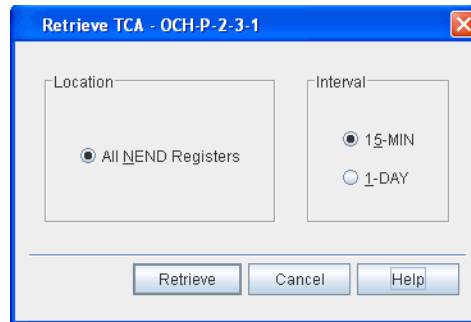 Retrieve TCA - OCH-P-2-3-1
Location
All NEND Registers
Interval
15-MIN
1-DAY
Retrieve
Cancel
Help